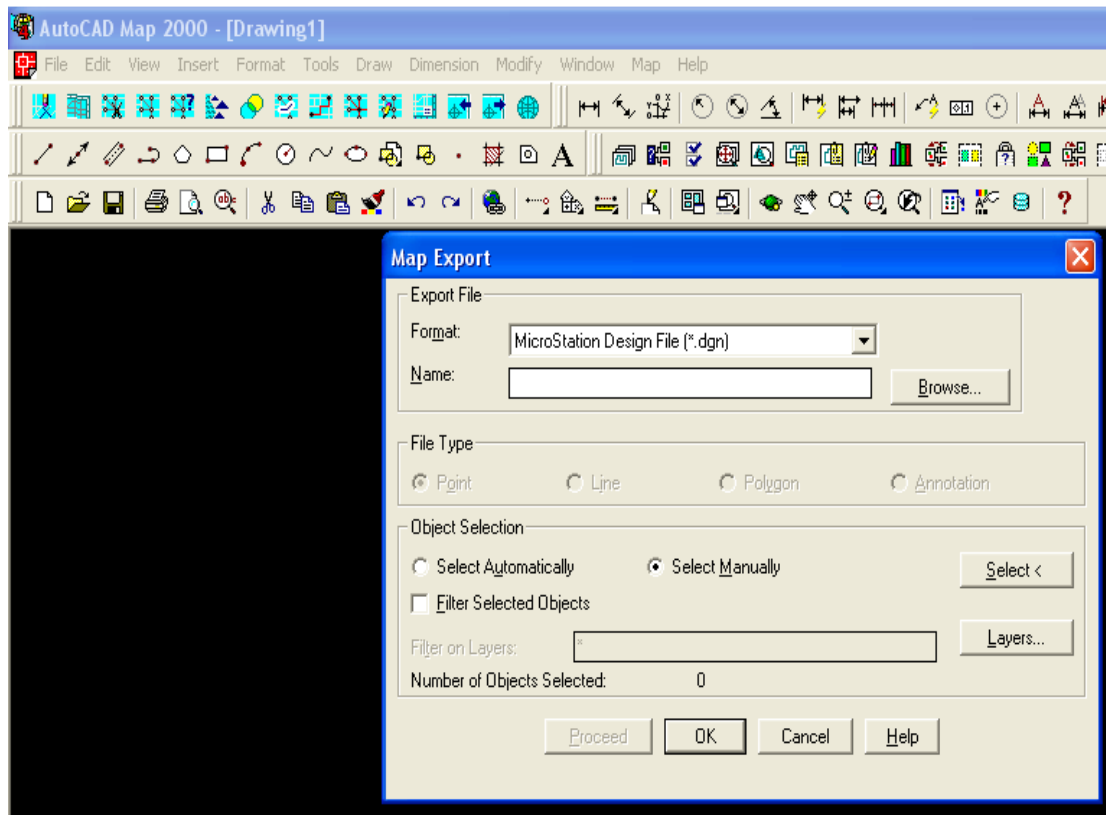 AutoCAD Map 2000 - [Drawing1]
File Edit View Insert Format Tools Draw Dimension Modify Window Map Help
A
?
Map Export
Export File
Format: MicroStation Design File (*.dgn)
Name:
Browse...
File Type
Point Line Polygon Annotation
Object Selection
Select Automatically Select Manually Select <
Filter Selected Objects
Filter on Layers: * Layers...
Number of Objects Selected: 0
Proceed OK Cancel Help